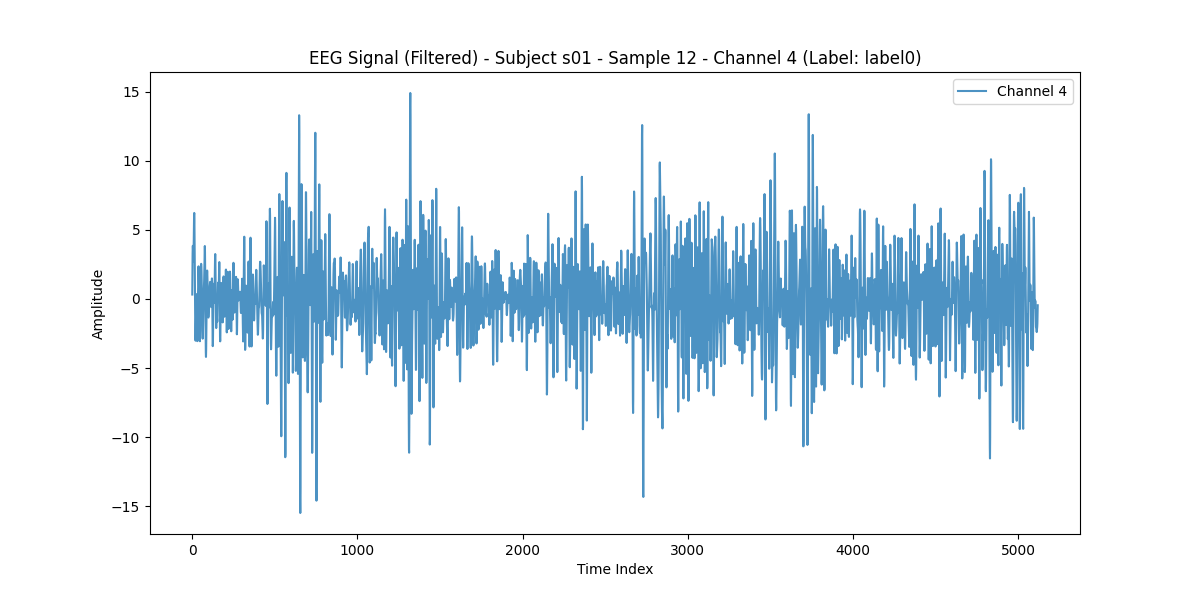 EEG Signal (Filtered) - Subject s01 - Sample 12 - Channel 4 (Label: label0)
Channel 4
15
10
5
0
−5
−10
−15
Amplitude
0 1000 2000 3000 4000 5000
Time Index